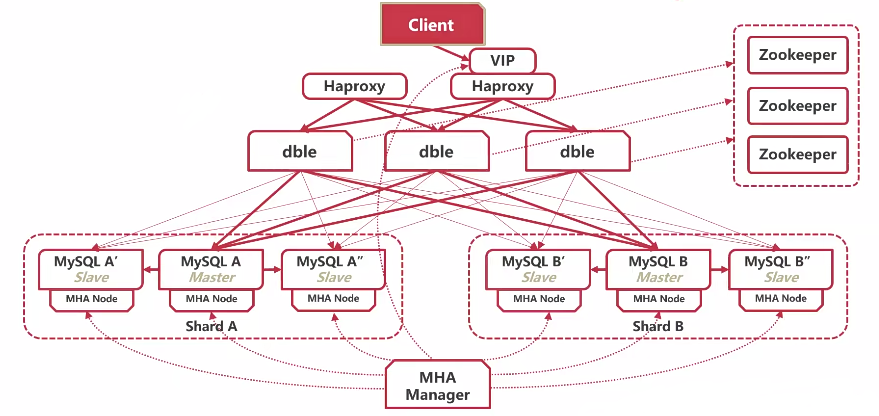 Client
VIP
Haproxy
Haproxy
Zookeeper
Zookeeper
Zookeeper
dble
dble
dble
MySQL A’
Slave
MHA Node
MySQL A
Master
MHA Node
MySQL A”
Slave
MHA Node
Shard A
MySQL B’
Slave
MHA Node
MySQL B
Master
MHA Node
MySQL B”
Slave
MHA Node
Shard B
MHA
Manager